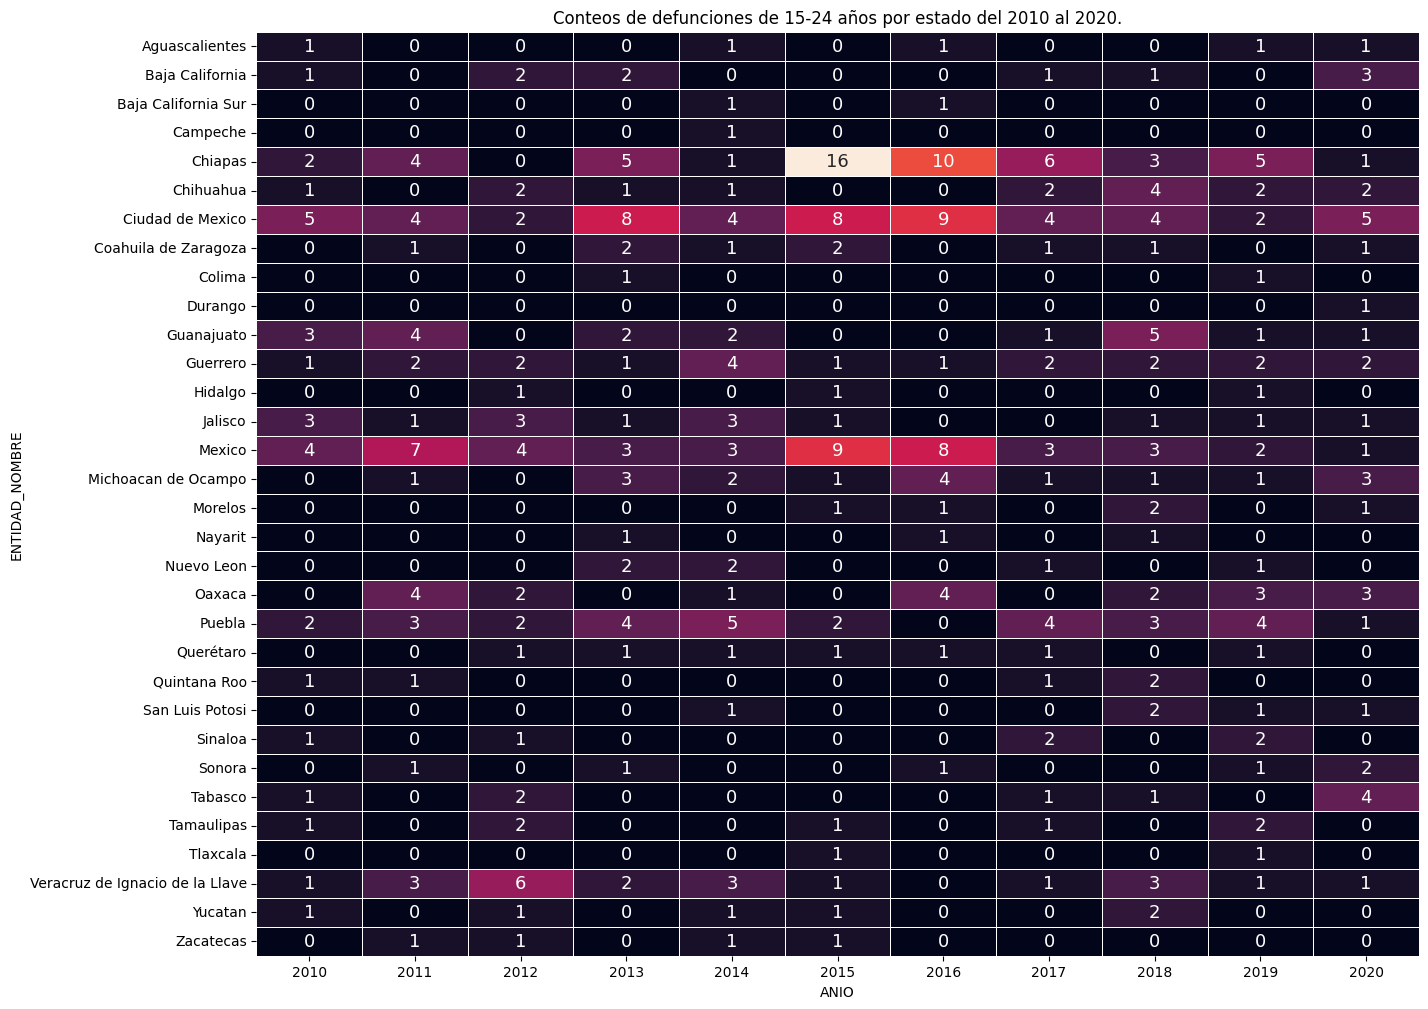 Conteos de defunciones de 15-24 años por estado del 2010 al 2020.
ENTIDAD_NOMBRE
Aguascalientes 1 0 0 0 1 0 1 0 0 1 1
Baja California 1 0 2 2 0 0 0 1 1 0 3
Baja California Sur 0 0 0 0 1 0 1 0 0 0 0
Campeche 0 0 0 0 1 0 0 0 0 0 0
Chiapas 2 4 0 5 1 16 10 6 3 5 1
Chihuahua 1 0 2 1 1 0 0 2 4 2 2
Ciudad de Mexico 5 4 2 8 4 8 9 4 4 2 5
Coahuila de Zaragoza 0 1 0 2 1 2 0 1 1 0 1
Colima 0 0 0 1 0 0 0 0 0 1 0
Durango 0 0 0 0 0 0 0 0 0 0 1
Guanajuato 3 4 0 2 2 0 0 1 5 1 1
Guerrero 1 2 2 1 4 1 1 2 2 2 2
Hidalgo 0 0 1 0 0 1 0 0 0 1 0
Jalisco 3 1 3 1 3 1 0 0 1 1 1
Mexico 4 7 4 3 3 9 8 3 3 2 1
Michoacan de Ocampo 0 1 0 3 2 1 4 1 1 1 3
Morelos 0 0 0 0 0 1 1 0 2 0 1
Nayarit 0 0 0 1 0 0 1 0 1 0 0
Nuevo Leon 0 0 0 2 2 0 0 1 0 1 0
Oaxaca 0 4 2 0 1 0 4 0 2 3 3
Puebla 2 3 2 4 5 2 0 4 3 4 1
Querétaro 0 0 1 1 1 1 1 1 0 1 0
Quintana Roo 1 1 0 0 0 0 0 1 2 0 0
San Luis Potosi 0 0 0 0 1 0 0 0 2 1 1
Sinaloa 1 0 1 0 0 0 0 2 0 2 0
Sonora 0 1 0 1 0 0 1 0 0 1 2
Tabasco 1 0 2 0 0 0 0 1 1 0 4
Tamaulipas 1 0 2 0 0 1 0 1 0 2 0
Tlaxcala 0 0 0 0 0 1 0 0 0 1 0
Veracruz de Ignacio de la Llave 1 3 6 2 3 1 0 1 3 1 1
Yucatan 1 0 1 0 1 1 0 0 2 0 0
Zacatecas 0 1 1 0 1 1 0 0 0 0 0
2010 2011 2012 2013 2014 2015 2016 2017 2018 2019 2020
ANIO